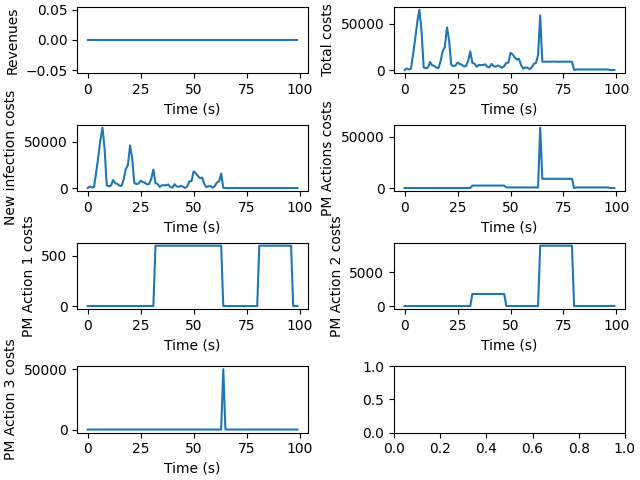 Revenues
0.05
0.00
−0.05
0 25 50 75 100
Time (s)
Total costs
50000
0
0 25 50 75 100
Time (s)
New infection costs
50000
0
0 25 50 75 100
Time (s)
PM Actions costs
50000
0
0 25 50 75 100
Time (s)
PM Action 1 costs
500
0
0 25 50 75 100
Time (s)
PM Action 2 costs
5000
0
0 25 50 75 100
Time (s)
PM Action 3 costs
50000
0
0 25 50 75 100
Time (s)
1.0
0.5
0.0
0.0 0.2 0.4 0.6 0.8 1.0